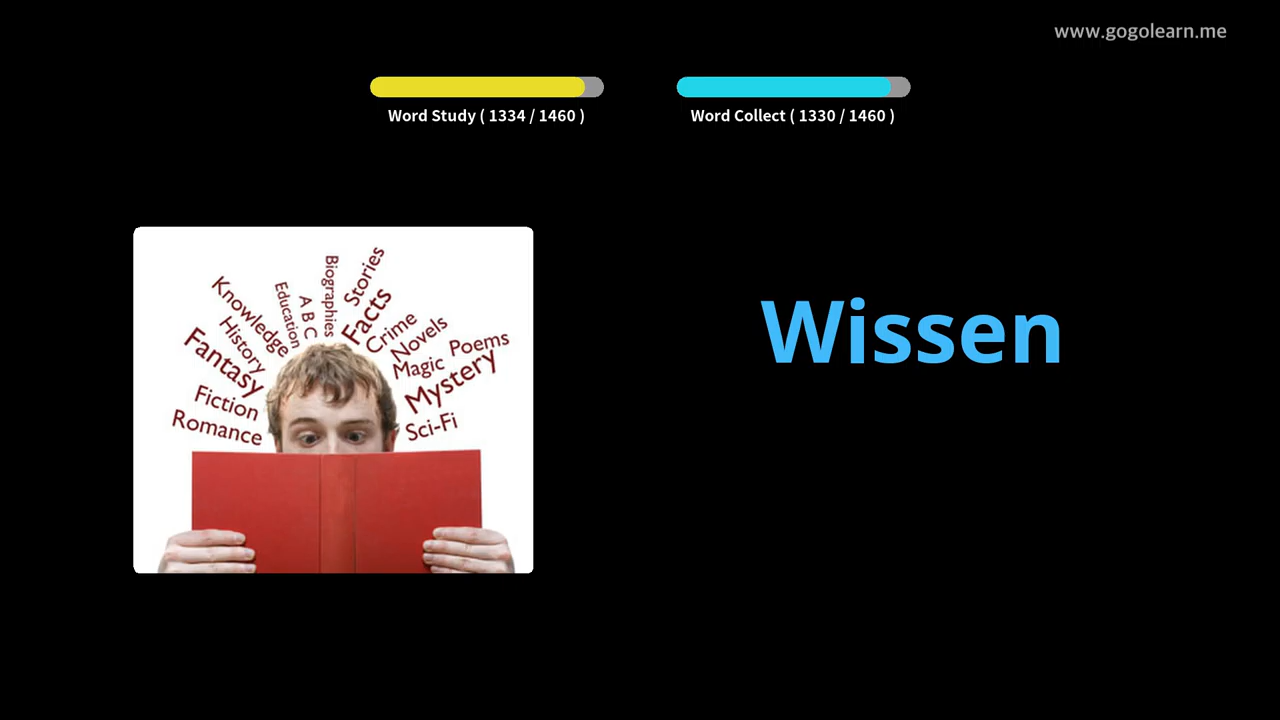 www.gogolearn.me
Word Study ( 1334 / 1460 )
Word Collect ( 1330 / 1460 )
Wissen
Biographies
Stories
Education
A B C
Facts
Knowledge
Crime
History
Novels
Fantasy
Magic
Poems
Mystery
Fiction
Romance
Sci-Fi